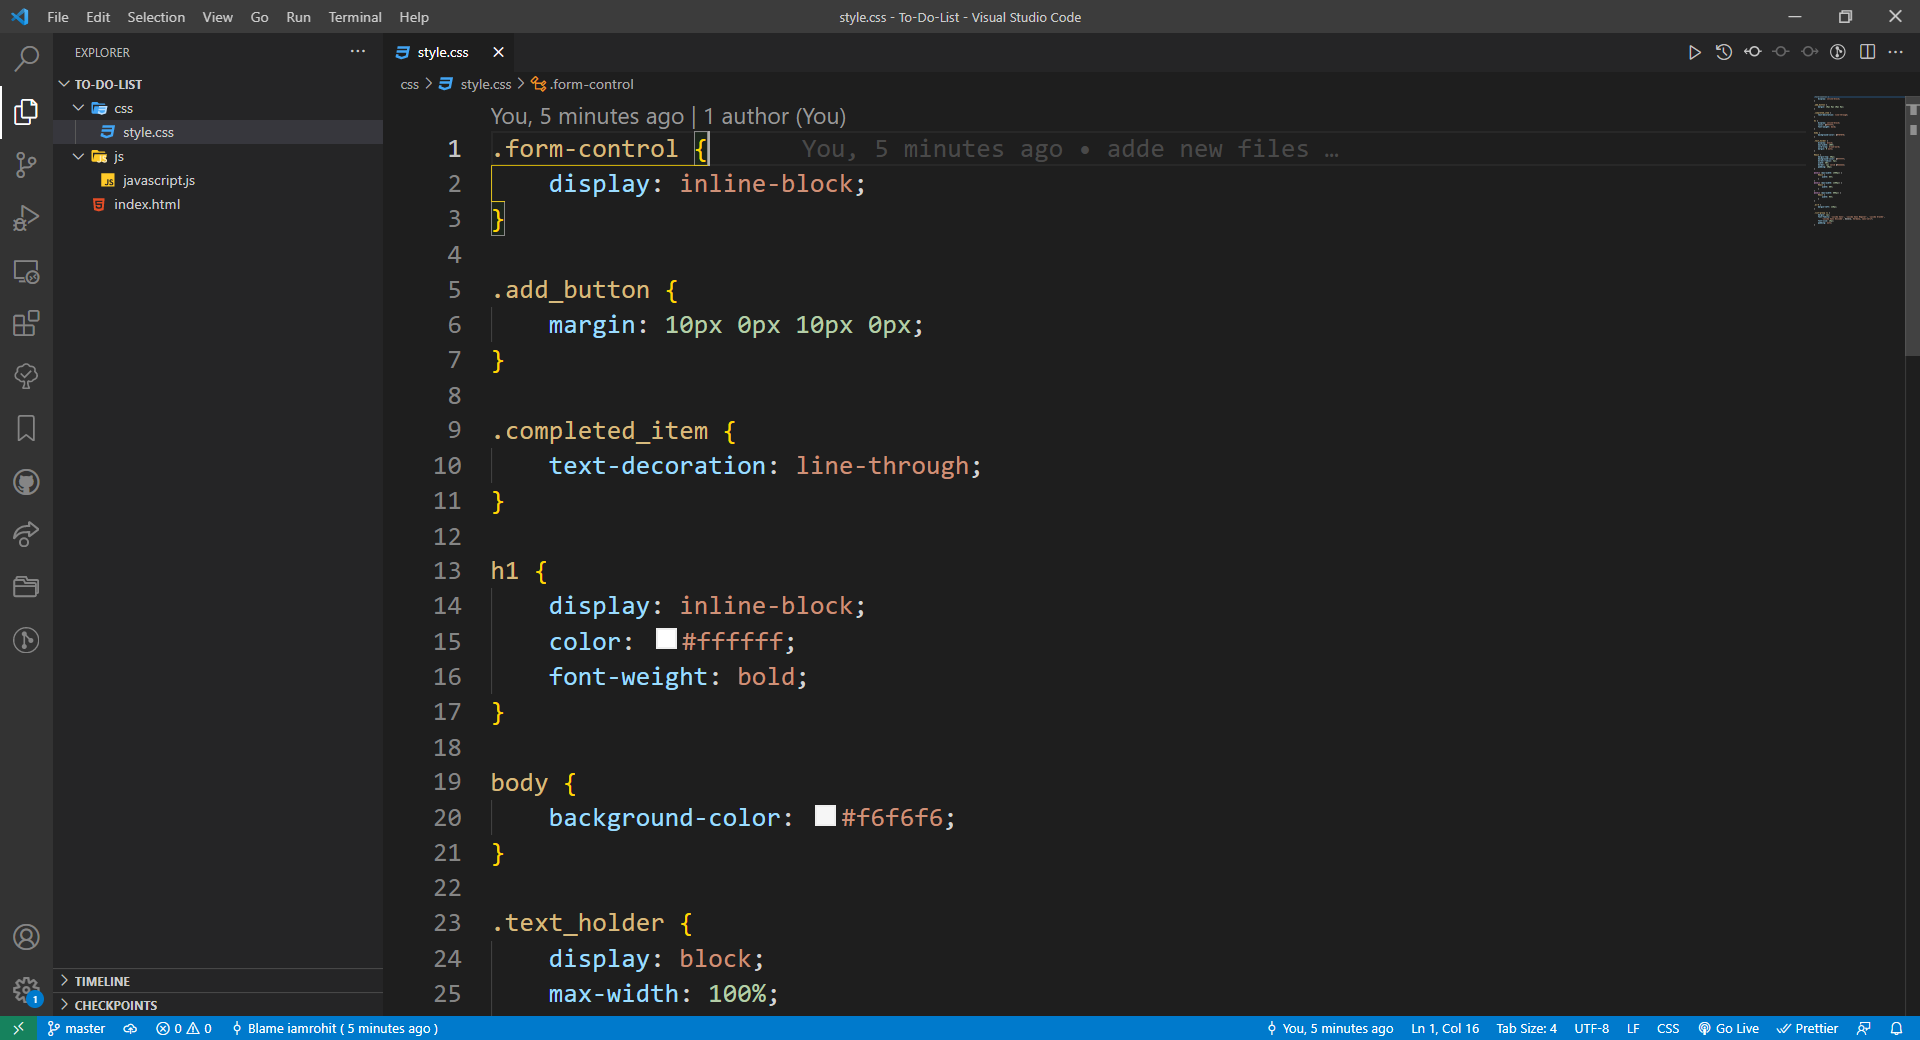 File Edit Selection View Go Run Terminal Help
style.css - To-Do-List - Visual Studio Code
EXPLORER
TO-DO-LIST
css
style.css
js
javascript.js
index.html
TIMELINE
CHECKPOINTS
style.css
css > style.css > .form-control
You, 5 minutes ago | 1 author (You)
1 .form-control { You, 5 minutes ago • adde new files …
2 display: inline-block;
3 }
4
5 .add_button {
6 margin: 10px 0px 10px 0px;
7 }
8
9 .completed_item {
10 text-decoration: line-through;
11 }
12
13 h1 {
14 display: inline-block;
15 color: #ffffff;
16 font-weight: bold;
17 }
18
19 body {
20 background-color: #f6f6f6;
21 }
22
23 .text_holder {
24 display: block;
25 max-width: 100%;
1
master 0 0 Blame iamrohit ( 5 minutes ago )
You, 5 minutes ago Ln 1, Col 16 Tab Size: 4 UTF-8 LF CSS Go Live Prettier